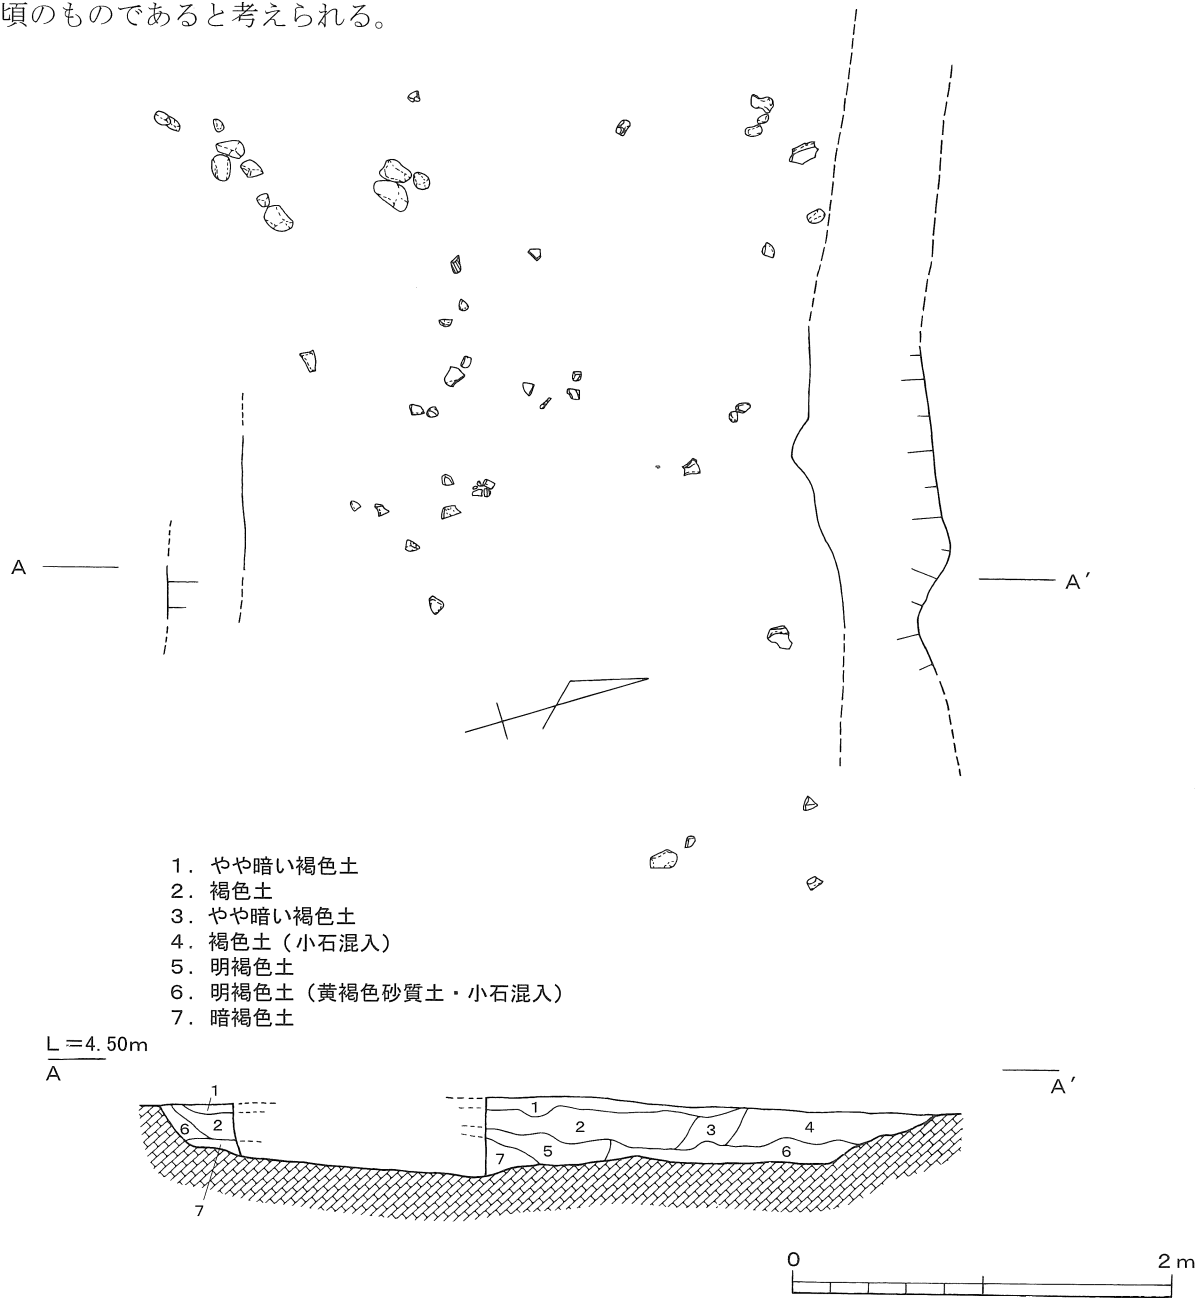 頃のものであると考えられる。
A
A′
1. やや暗い褐色土
2. 褐色土
3. やや暗い褐色土
4. 褐色土（小石混入）
5. 明褐色土
6. 明褐色土（黄褐色砂質土・小石混入）
7. 暗褐色土
L＝4.50m
A
A′
1
1
6
2
2
3
4
7
5
6
7
0
2m